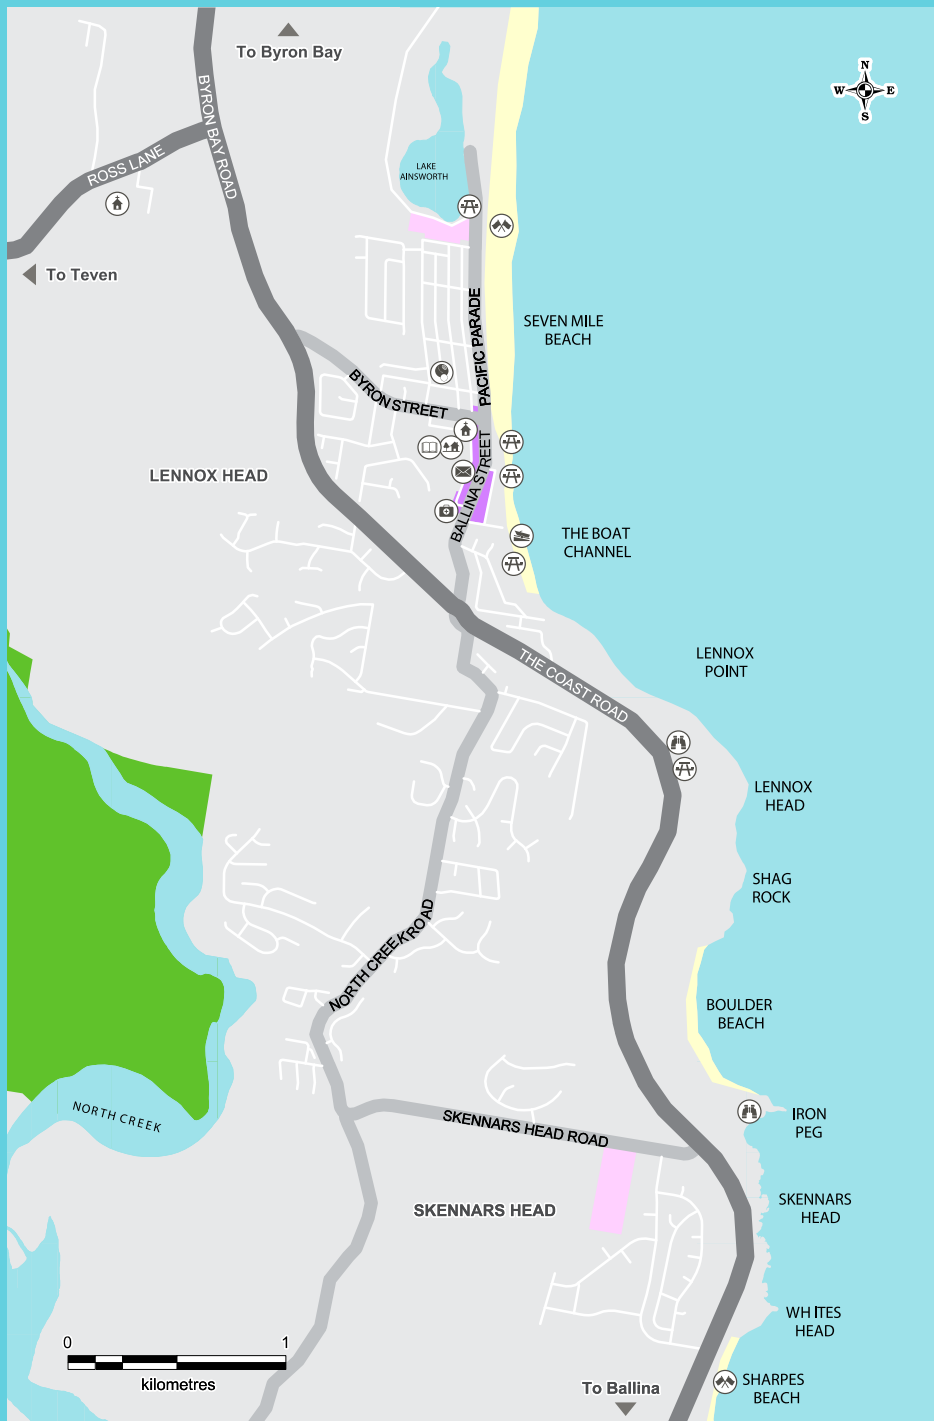 To Byron Bay
N
W
E
S
BYRON BAY ROAD
ROSS LANE
LAKE
AINSWORTH
To Teven
PACIFIC PARADE
SEVEN MILE
BEACH
BYRON STREET
LENNOX HEAD
BALLINA STREET
THE BOAT
CHANNEL
LENNOX
POINT
THE COAST ROAD
LENNOX
HEAD
SHAG
ROCK
NORTH CREEK ROAD
BOULDER
BEACH
NORTH CREEK
SKENNARS HEAD ROAD
IRON
PEG
SKENNARS HEAD
SKENNARS
HEAD
WHITES
HEAD
0 1
kilometres
To Ballina
SHARPES
BEACH